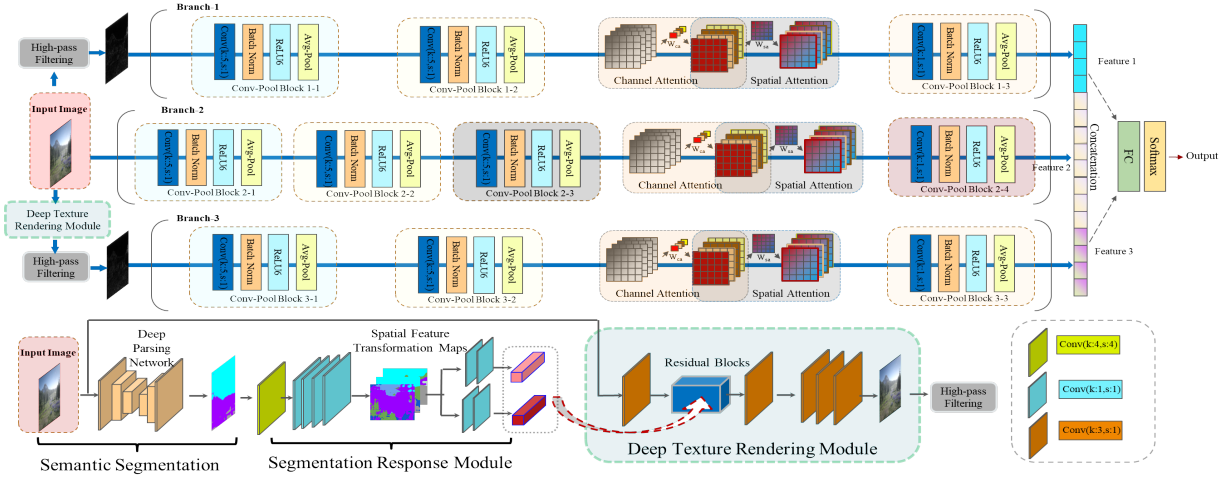 Branch-1
High-pass
Filtering
Conv(k:5,s:1)
Batch Norm
ReLU6
Avg-Pool
Conv-Pool Block 1-1
Conv(k:5,s:1)
Batch Norm
ReLU6
Avg-Pool
Conv-Pool Block 1-2
Wca
Wsa
Channel Attention
Spatial Attention
Conv(k:1,s:1)
Batch Norm
ReLU6
Avg-Pool
Conv-Pool Block 1-3
Feature 1
Input Image
Branch-2
Conv(k:5,s:1)
Batch Norm
ReLU6
Avg-Pool
Conv-Pool Block 2-1
Conv(k:5,s:1)
Batch Norm
ReLU6
Avg-Pool
Conv-Pool Block 2-2
Conv(k:5,s:1)
Batch Norm
ReLU6
Avg-Pool
Conv-Pool Block 2-3
Wca
Wsa
Channel Attention
Spatial Attention
Conv(k:1,s:1)
Batch Norm
ReLU6
Avg-Pool
Conv-Pool Block 2-4
Feature 2
Concatenation
FC
Softmax
Output
Deep Texture
Rendering Module
High-pass
Filtering
Branch-3
Conv(k:5,s:1)
Batch Norm
ReLU6
Avg-Pool
Conv-Pool Block 3-1
Conv(k:5,s:1)
Batch Norm
ReLU6
Avg-Pool
Conv-Pool Block 3-2
Wca
Wsa
Channel Attention
Spatial Attention
Conv(k:1,s:1)
Batch Norm
ReLU6
Avg-Pool
Conv-Pool Block 3-3
Feature 3
Input Image
Deep
Parsing
Network
Semantic Segmentation
Spatial Feature
Transformation Maps
Segmentation Response Module
Residual Blocks
Deep Texture Rendering Module
High-pass
Filtering
Conv(k:4,s:4)
Conv(k:1,s:1)
Conv(k:3,s:1)